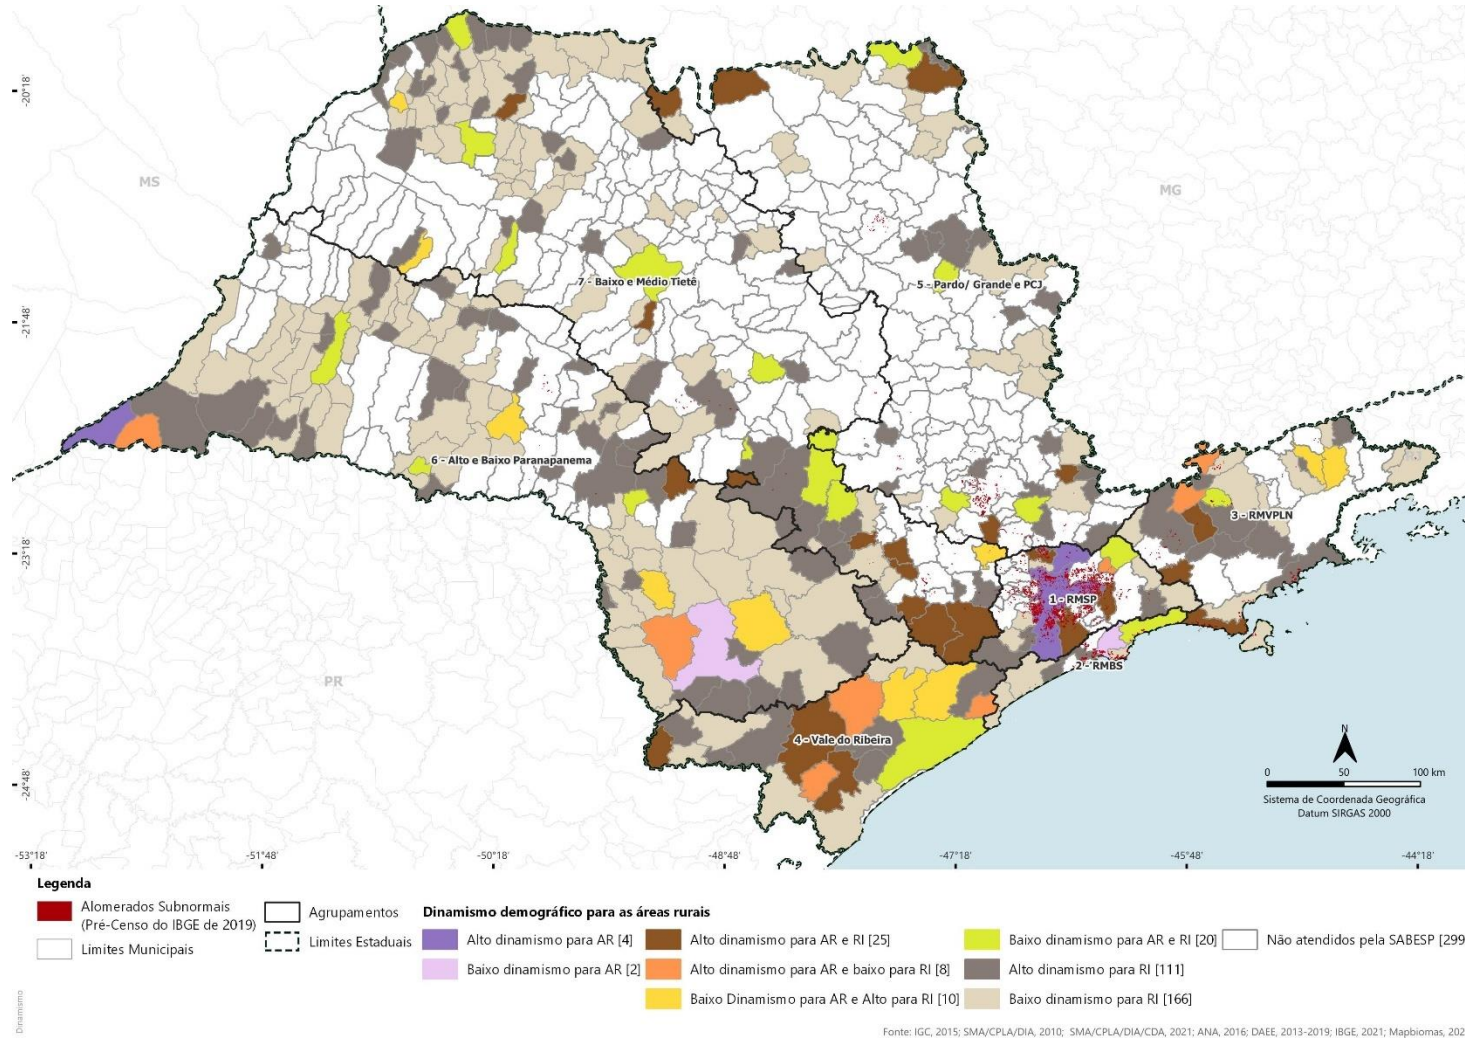 -20°18'
-21°48'
-23°18'
-24°48'
MS
MG
PR
RJ
7 - Baixo e Médio Tietê
5 - Pardo/ Grande e PCJ
6 - Alto e Baixo Paranapanema
3 - RMVPLN
1 - RMSP
2 - RMBS
4 - Vale do Ribeira
N
0 50 100 km
Sistema de Coordenada Geográfica
Datum SIRGAS 2000
-53°18' -51°48' -50°18' -48°48' -47°18' -45°48' -44°18'
Legenda
Alomerados Subnormais
(Pré-Censo do IBGE de 2019)
Limites Municipais
Agrupamentos
Limites Estaduais
Dinamismo demográfico para as áreas rurais
Alto dinamismo para AR [4]
Baixo dinamismo para AR [2]
Alto dinamismo para AR e RI [25]
Alto dinamismo para AR e baixo para RI [8]
Baixo Dinamismo para AR e Alto para RI [10]
Baixo dinamismo para AR e RI [20]
Alto dinamismo para RI [111]
Baixo dinamismo para RI [166]
Não atendidos pela SABESP [299
Dinamismo
Fonte: IGC, 2015; SMA/CPLA/DIA, 2010; SMA/CPLA/DIA/CDA, 2021; ANA, 2016; DAEE, 2013-2019; IBGE, 2021; Mapbiomas, 202